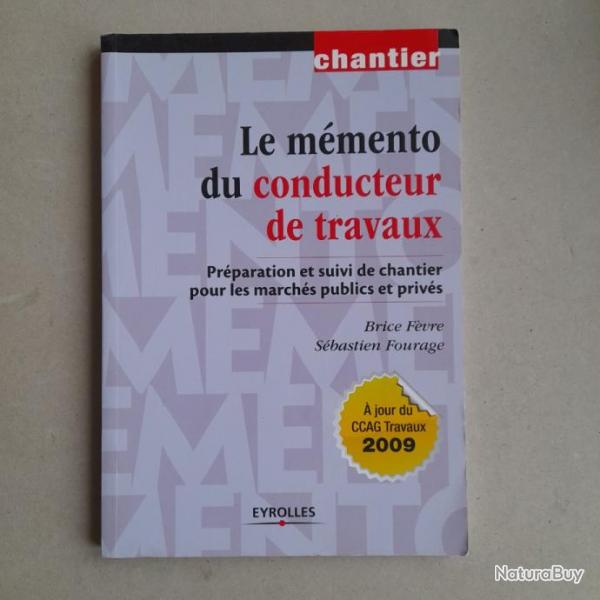 chantier
Le mémento
du conducteur
de travaux
Préparation et suivi de chantier
pour les marchés publics et privés
Brice Fèvre
Sébastien Fourage
À jour du
CCAG Travaux
2009
EYROLLES
NaturaBuy